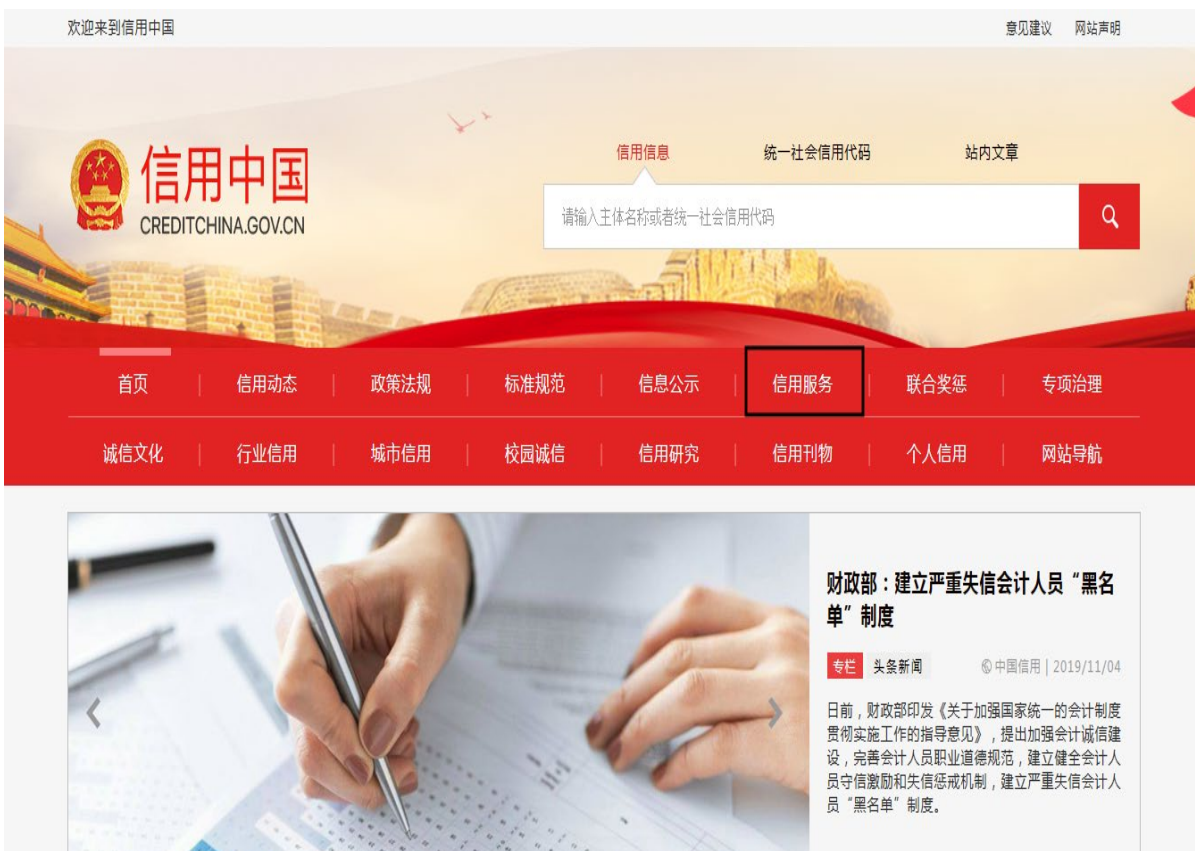 欢迎来到信用中国
意见建议 网站声明
信用中国
CREDITCHINA.GOV.CN
信用信息 统一社会信用代码 站内文章
请输入主体名称或者统一社会信用代码
首页 信用动态 政策法规 标准规范 信息公示 信用服务 联合奖惩 专项治理
诚信文化 行业信用 城市信用 校园诚信 信用研究 信用刊物 个人信用 网站导航
财政部：建立严重失信会计人员“黑名
单”制度
专栏 头条新闻 ©中国信用 | 2019/11/04
日前，财政部印发《关于加强国家统一的会计制度
贯彻实施工作的指导意见》，提出加强会计诚信建
设，完善会计人员职业道德规范，建立健全会计人
员守信激励和失信惩戒机制，建立严重失信会计人
员“黑名单”制度。